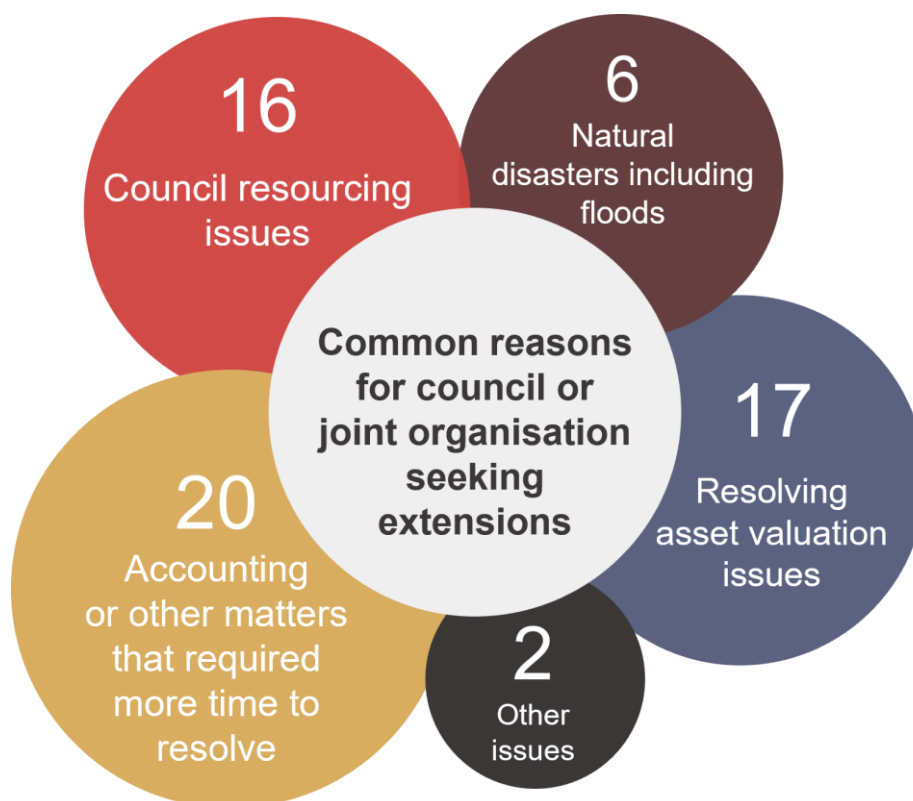 16
Council resourcing
issues
6
Natural
disasters including
floods
Common reasons
for council or
joint organisation
seeking
extensions
17
Resolving
asset valuation
issues
20
Accounting
or other matters
that required
more time to
resolve
2
Other
issues